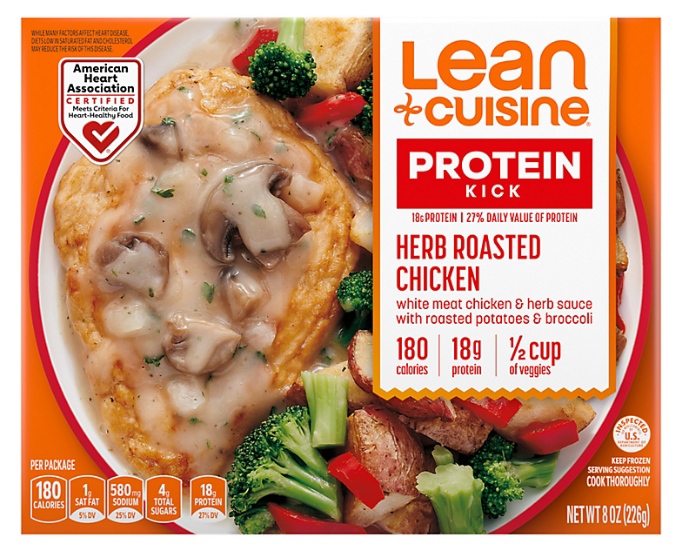 WHILE MANY FACTORS AFFECT HEART DISEASE,
DIETS LOW IN SATURATED FAT AND CHOLESTEROL
MAY REDUCE THE RISK OF THIS DISEASE.
American
Heart
Association
CERTIFIED
Meets Criteria For
Heart-Healthy Food
Lean
Cuisine
PROTEIN
KICK
18g PROTEIN | 27% DAILY VALUE OF PROTEIN
HERB ROASTED
CHICKEN
white meat chicken & herb sauce
with roasted potatoes & broccoli
180 calories
18g protein
½ cup of veggies
INSPECTED
U.S.
DEPARTMENT OF
AGRICULTURE
KEEP FROZEN
SERVING SUGGESTION
COOK THOROUGHLY
PER PACKAGE
180 CALORIES
1g SAT FAT 5% DV
580mg SODIUM 25% DV
4g TOTAL SUGARS
18g PROTEIN 27% DV
NET WT 8 OZ (226g)